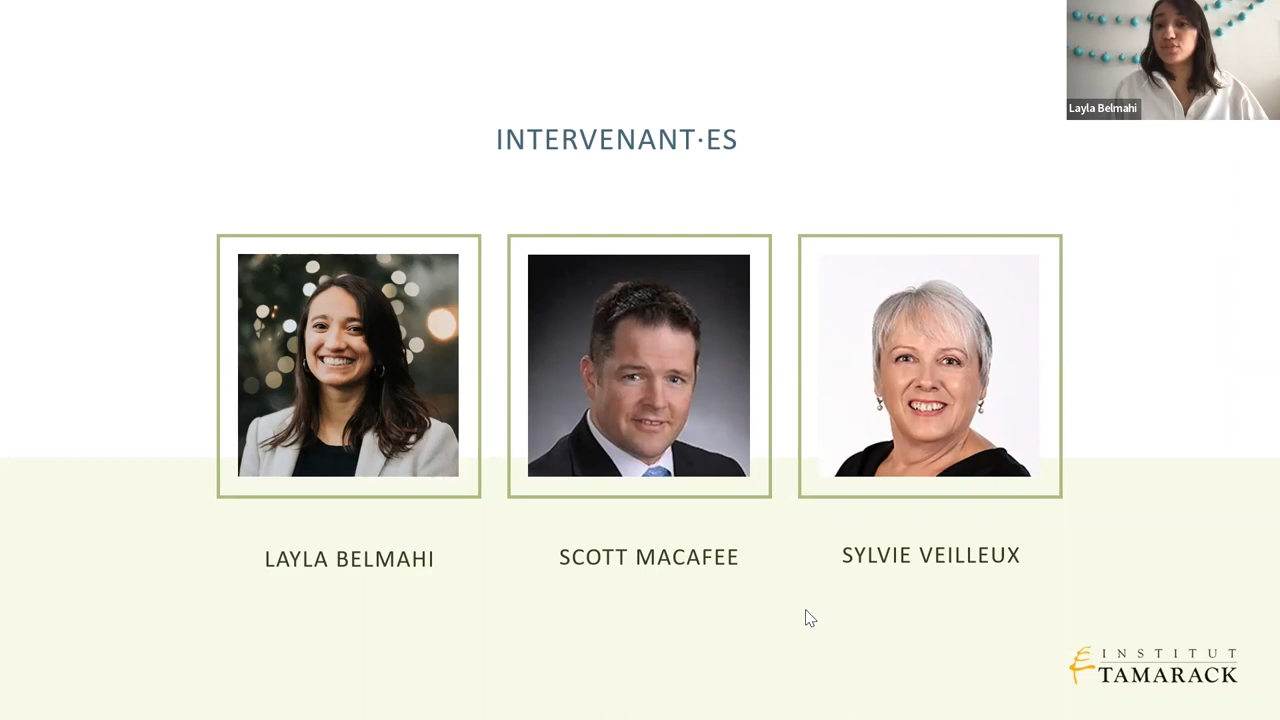 Layla Belmahi
INTERVENANT·ES
LAYLA BELMAHI
SCOTT MACAFEE
SYLVIE VEILLEUX
INSTITUT
TAMARACK